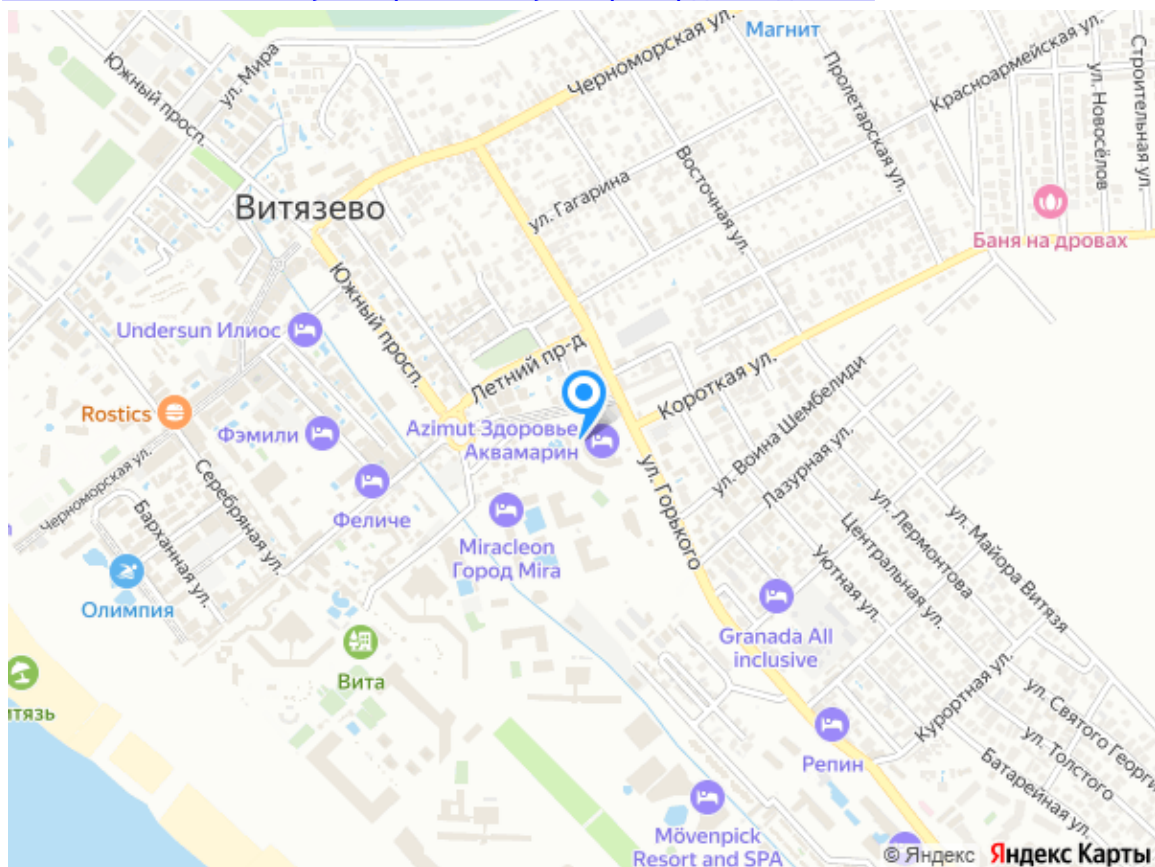 Магнит
Черноморская ул.
Южный просп.
ул. Мира
Пролетарская ул.
Красноармейская ул.
ул. Новосёлов
Строительная ул.
Витязево
ул. Гагарина
Восточная ул.
Баня на дровах
Южный просп.
Undersun Илиос
Летний пр-д
Короткая ул.
Rostics
Фэмили
Azimut Здоровье
Аквамарин
ул. Воина Шембелиди
Черноморская ул.
Серебряная ул.
Феличе
ул. Горького
Лазурная ул.
Бархатная ул.
Miracleon
Город Mira
Центральная ул.
ул. Лермонтова
ул. Майора Витязя
Уютная ул.
Олимпия
Granada All
inclusive
Вита
итязь
Курортная ул.
ул. Святого Георги
Репин
ул. Толстого
Батарейная ул.
Mövenpick
Resort and SPA
© Яндекс Яндекс Карты